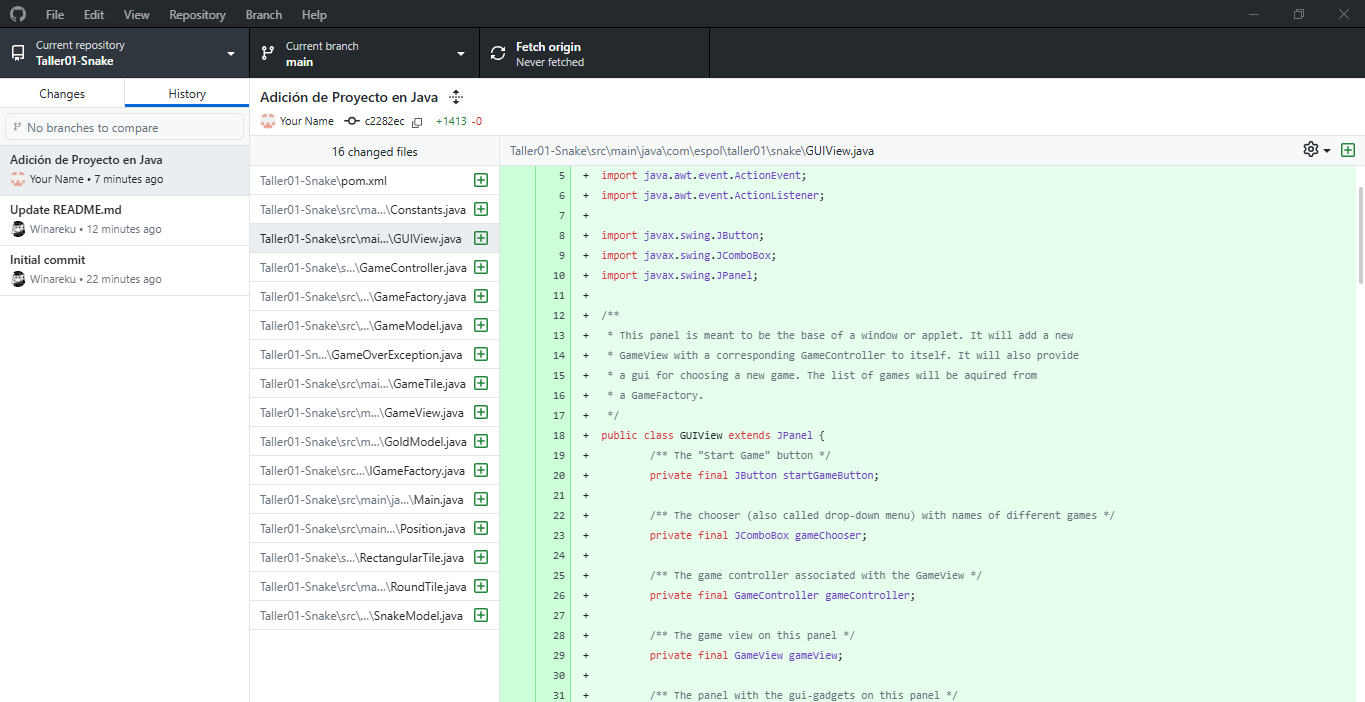 File Edit View Repository Branch Help
Current repository
Taller01-Snake
Current branch
main
Fetch origin
Never fetched
Changes
History
No branches to compare
Adición de Proyecto en Java
Your Name • 7 minutes ago
Update README.md
Winareku • 12 minutes ago
Initial commit
Winareku • 22 minutes ago
Adición de Proyecto en Java
Your Name c2282ec +1413 -0
16 changed files
Taller01-Snake\pom.xml
Taller01-Snake\src\ma...\Constants.java
Taller01-Snake\src\mai...\GUIView.java
Taller01-Snake\s...\GameController.java
Taller01-Snake\src\...\GameFactory.java
Taller01-Snake\src\...\GameModel.java
Taller01-Sn...\GameOverException.java
Taller01-Snake\src\mai...\GameTile.java
Taller01-Snake\src\m...\GameView.java
Taller01-Snake\src\m...\GoldModel.java
Taller01-Snake\src...\IGameFactory.java
Taller01-Snake\src\main\ja...\Main.java
Taller01-Snake\src\main...\Position.java
Taller01-Snake\s...\RectangularTile.java
Taller01-Snake\src\ma...\RoundTile.java
Taller01-Snake\src\...\SnakeModel.java
Taller01-Snake\src\main\java\com\espol\taller01\snake\GUIView.java
5 + import java.awt.event.ActionEvent;
6 + import java.awt.event.ActionListener;
7 +
8 + import javax.swing.JButton;
9 + import javax.swing.JComboBox;
10 + import javax.swing.JPanel;
11 +
12 + /**
13 + * This panel is meant to be the base of a window or applet. It will add a new
14 + * GameView with a corresponding GameController to itself. It will also provide
15 + * a gui for choosing a new game. The list of games will be aquired from
16 + * a GameFactory.
17 + */
18 + public class GUIView extends JPanel {
19 + /** The "Start Game" button */
20 + private final JButton startGameButton;
21 +
22 + /** The chooser (also called drop-down menu) with names of different games */
23 + private final JComboBox gameChooser;
24 +
25 + /** The game controller associated with the GameView */
26 + private final GameController gameController;
27 +
28 + /** The game view on this panel */
29 + private final GameView gameView;
30 +
31 + /** The panel with the gui-gadgets on this panel */